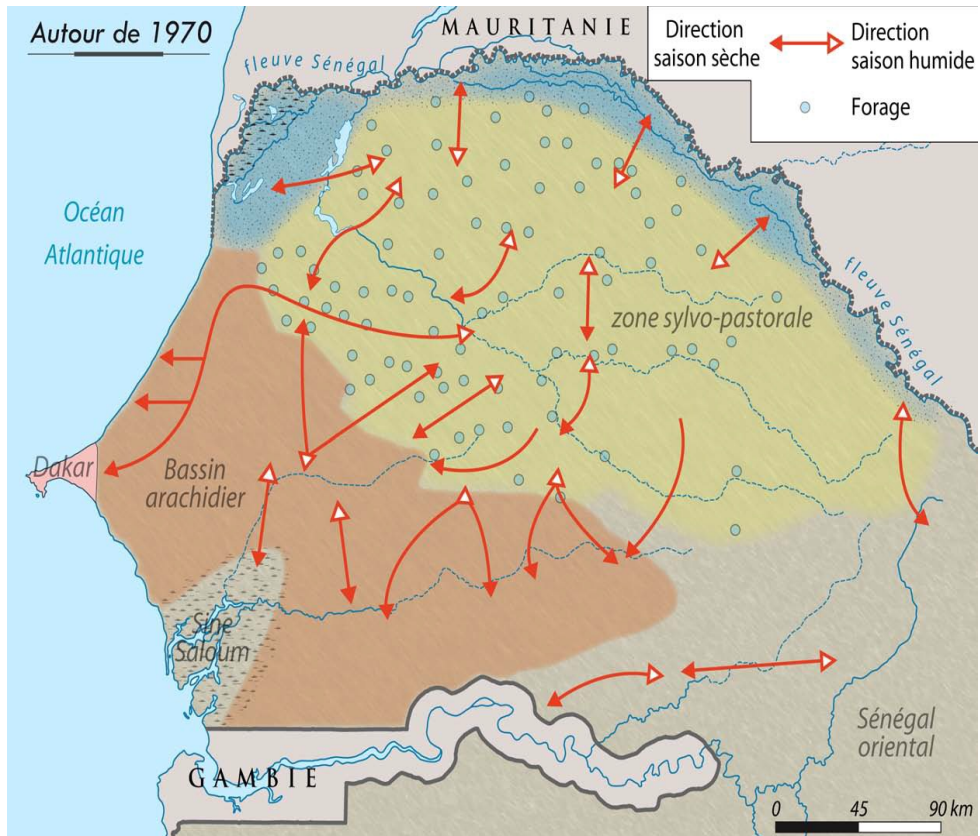 Autour de 1970
MAURITANIE
fleuve Sénégal
Direction
saison sèche
Direction
saison humide
Forage
Océan
Atlantique
zone sylvo-pastorale
fleuve Sénégal
Dakar
Bassin
arachidier
Sine
Saloum
Sénégal
oriental
GAMBIE
0 45 90 km